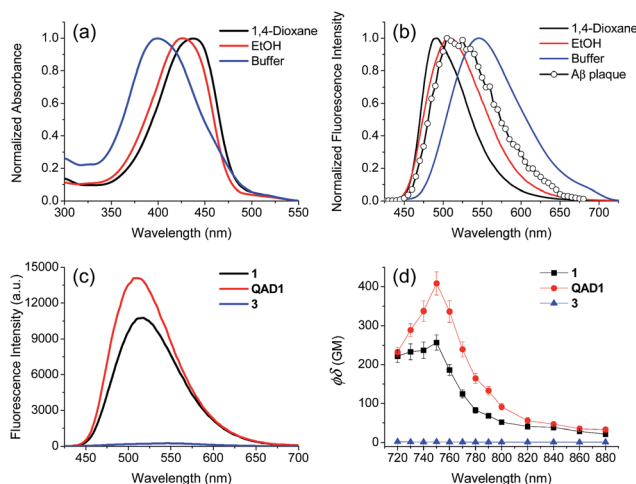 (a)
1,4-Dioxane
EtOH
Buffer
Normalized Absorbance
1.0
0.8
0.6
0.4
0.2
0.0
300 350 400 450 500 550
Wavelength (nm)
(b)
1,4-Dioxane
EtOH
Buffer
Aβ plaque
Normalized Fluorescence Intensity
1.0
0.8
0.6
0.4
0.2
0.0
450 500 550 600 650 700
Wavelength (nm)
(c)
1
QAD1
3
Fluorescence Intensity (a.u.)
15000
12000
9000
6000
3000
0
450 500 550 600 650 700
Wavelength (nm)
(d)
1
QAD1
3
ϕδ (GM)
400
300
200
100
0
720 740 760 780 800 820 840 860 880
Wavelength (nm)